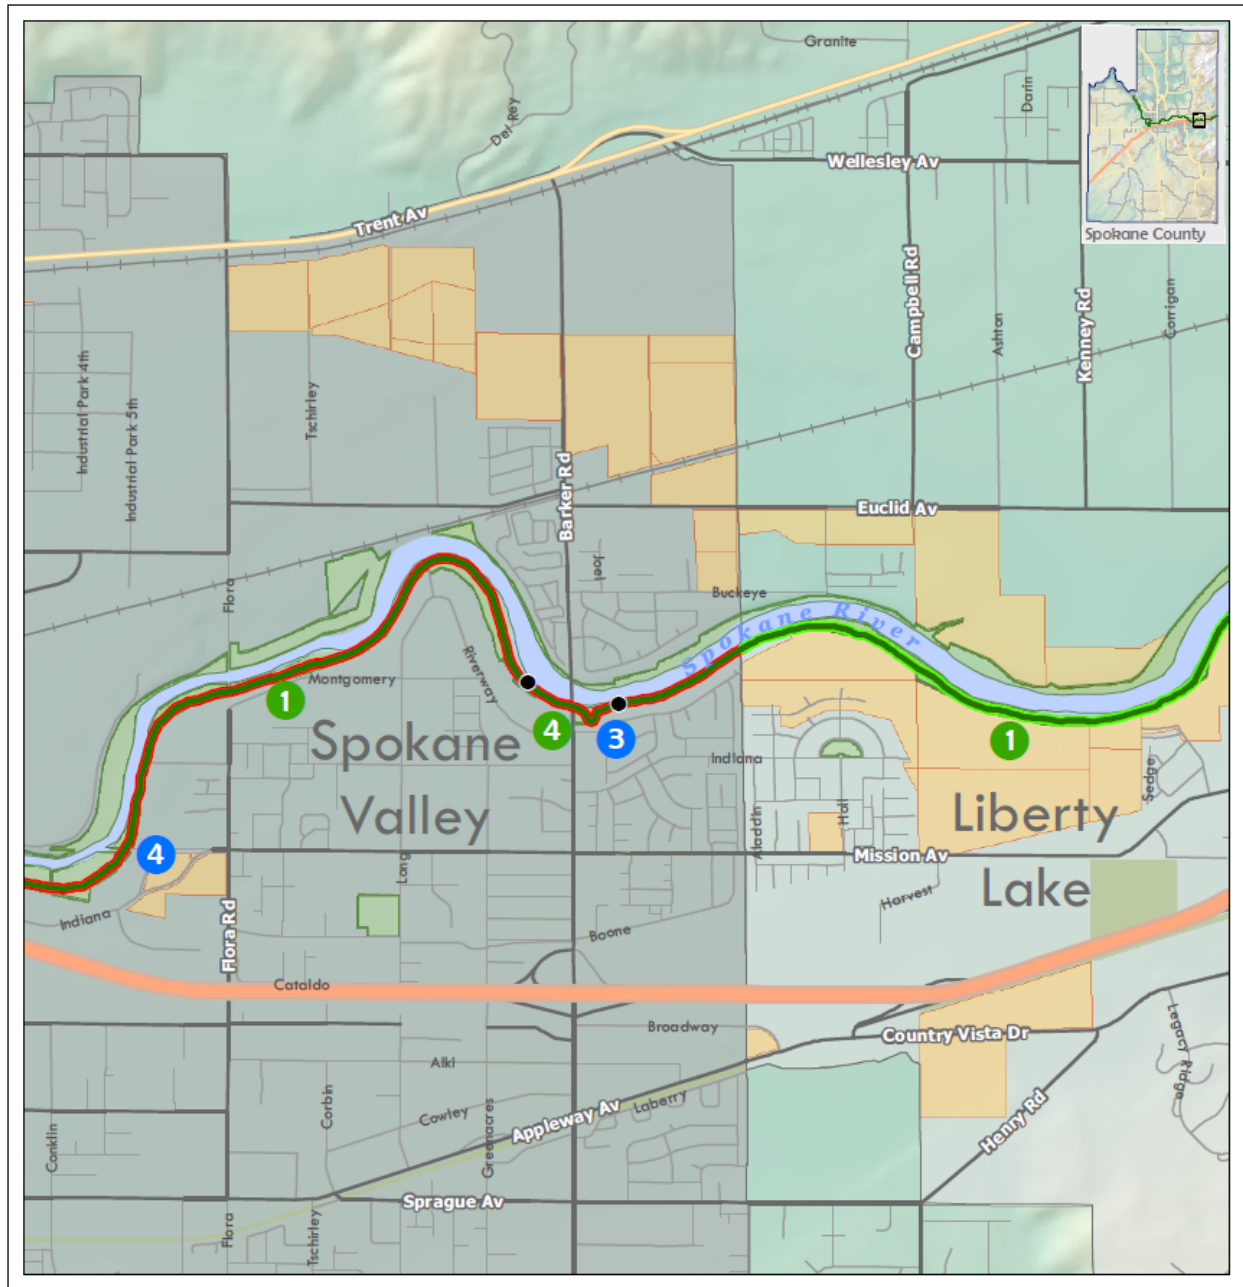 Granite
Darin
Del Rey
Wellesley Av
Spokane County
Trent Av
Campbell Rd
Kenney Rd
Corrigan
Ashton
Industrial Park 4th
Industrial Park 5th
Tschirley
Barker Rd
Euclid Av
Joel
Flora
Buckeye
Spokane River
Riverway
Montgomery
1
4
3
1
Spokane
Valley
Indiana
Sedge
Liberty
Lake
Holl
Aladdin
4
Mission Av
Lang
Harvest
Indiana
Flora Rd
Boone
Cataldo
Broadway
Country Vista Dr
Legacy Ridge
Alki
Corbin
Cowley
Greenacres
Laberry
Appleway Av
Henry Rd
Conklin
Sprague Av
Flora
Tschirley